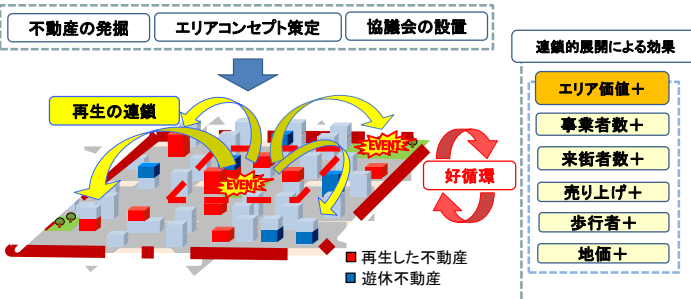 不動産の発掘
エリアコンセプト策定
協議会の設置
連鎖的展開による効果
エリア価値＋
再生の連鎖
事業者数＋
EVENT
来街者数＋
好循環
EVENT
売り上げ＋
歩行者＋
地価＋
再生した不動産
遊休不動産